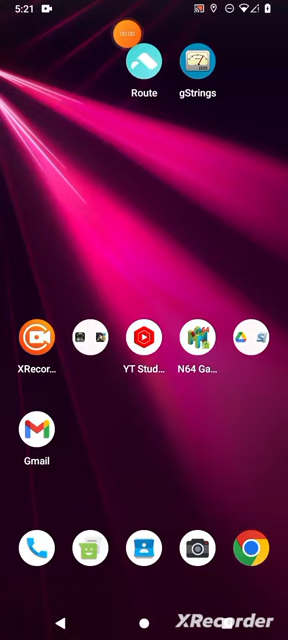 5:21
00:00
Route
gStrings
XRecor...
YT Stud...
N64 Ga...
Gmail
XRecorder